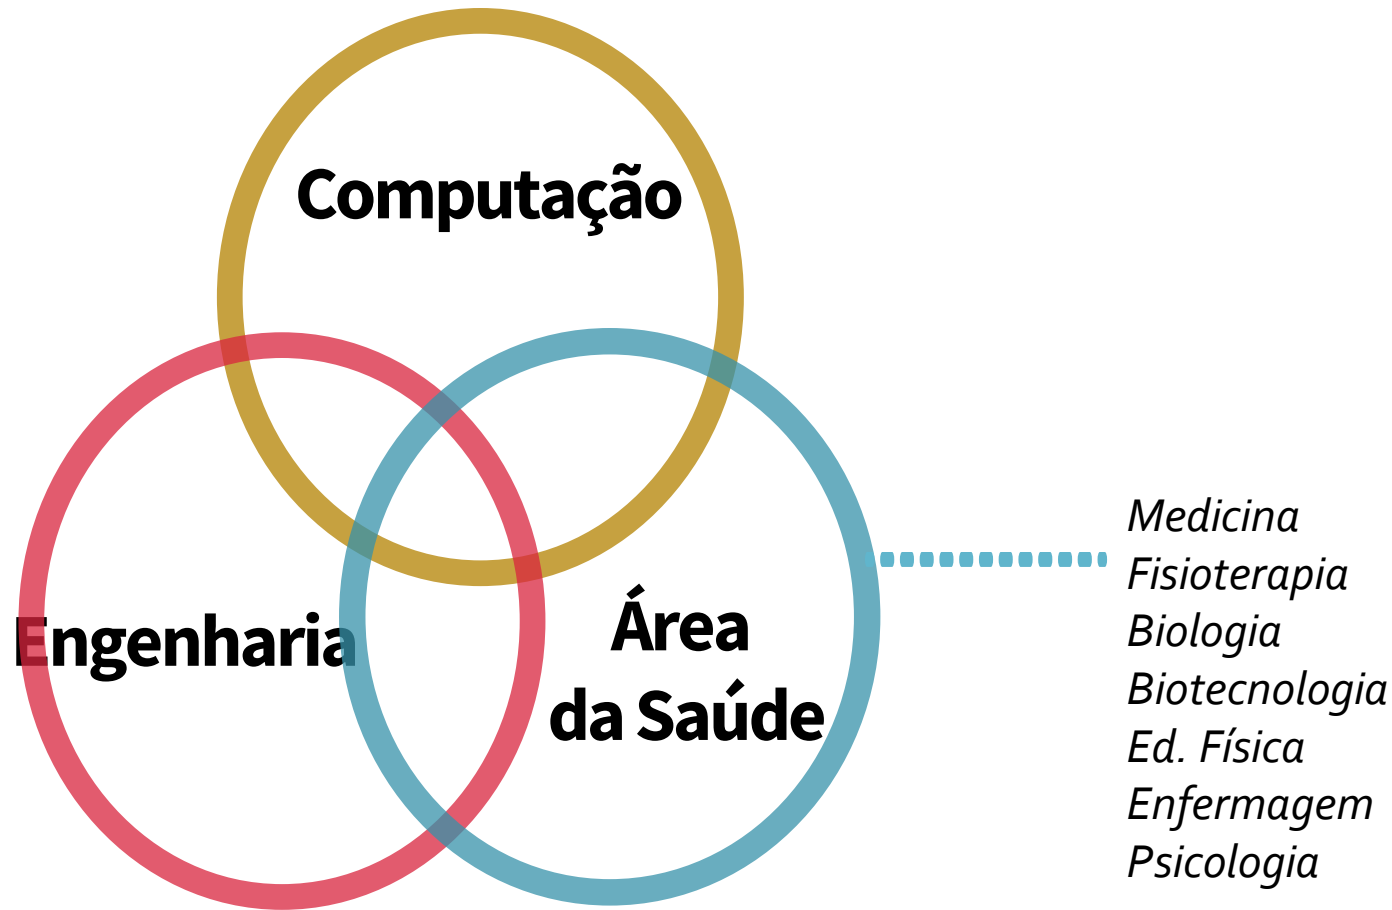 Computação
Engenharia
Área
da Saúde
Medicina
Fisioterapia
Biologia
Biotecnologia
Ed. Física
Enfermagem
Psicologia